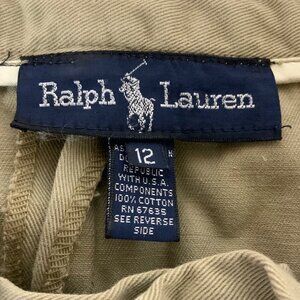 Ralph Lauren
12
REPUBLIC
WITH U.S.A.
COMPONENTS
100% COTTON
RN 67635
SEE REVERSE
SIDE